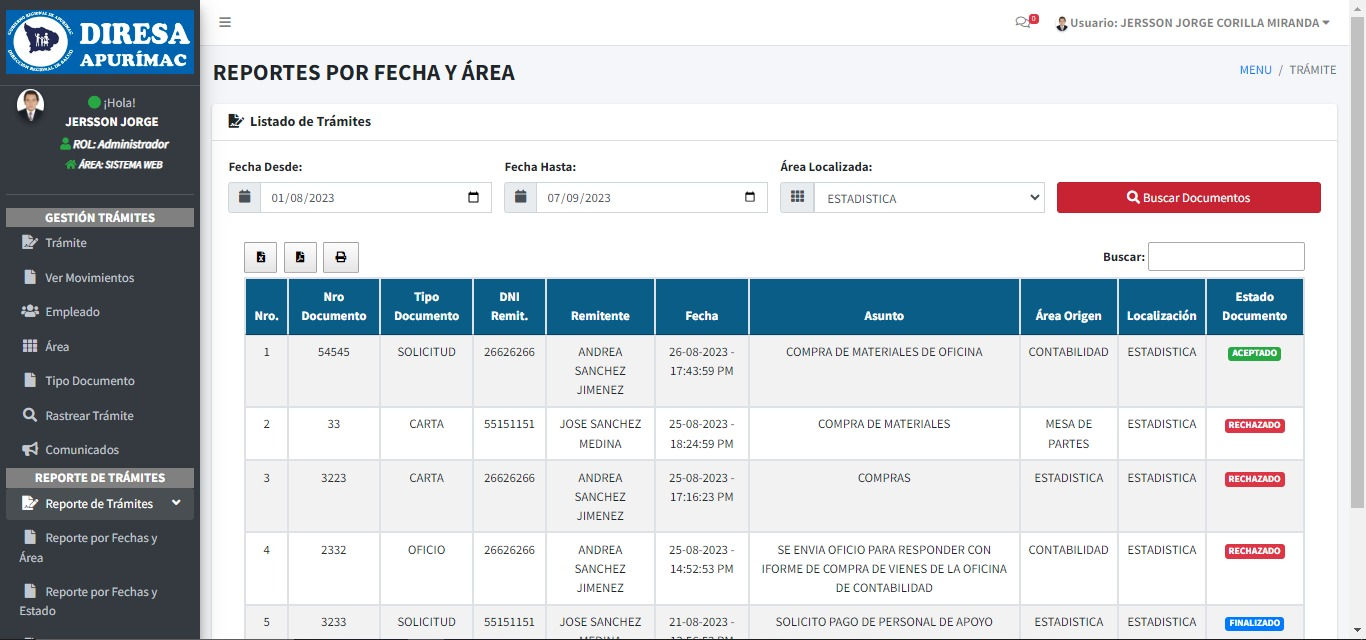 GOBIERNO REGIONAL DE APURIMAC
DIRECCION REGIONAL DE SALUD
DIRESA
APURÍMAC
¡Hola!
JERSSON JORGE
ROL: Administrador
ÁREA: SISTEMA WEB
GESTIÓN TRÁMITES
Trámite
Ver Movimientos
Empleado
Área
Tipo Documento
Rastrear Trámite
Comunicados
REPORTE DE TRÁMITES
Reporte de Trámites
Reporte por Fechas y
Área
Reporte por Fechas y
Estado
0
Usuario: JERSSON JORGE CORILLA MIRANDA
REPORTES POR FECHA Y ÁREA
MENU / TRÁMITE
Listado de Trámites
Fecha Desde: Fecha Hasta: Área Localizada:
01/08/2023 07/09/2023 ESTADISTICA Buscar Documentos
Buscar:
Nro. Nro Documento Tipo Documento DNI Remit. Remitente Fecha Asunto Área Origen Localización Estado Documento
1 54545 SOLICITUD 26626266 ANDREA SANCHEZ JIMENEZ 26-08-2023 - 17:43:59 PM COMPRA DE MATERIALES DE OFICINA CONTABILIDAD ESTADISTICA ACEPTADO
2 33 CARTA 55151151 JOSE SANCHEZ MEDINA 25-08-2023 - 18:24:59 PM COMPRA DE MATERIALES MESA DE PARTES ESTADISTICA RECHAZADO
3 3223 CARTA 26626266 ANDREA SANCHEZ JIMENEZ 25-08-2023 - 17:16:23 PM COMPRAS ESTADISTICA ESTADISTICA RECHAZADO
4 2332 OFICIO 26626266 ANDREA SANCHEZ JIMENEZ 25-08-2023 - 14:52:53 PM SE ENVIA OFICIO PARA RESPONDER CON IFORME DE COMPRA DE VIENES DE LA OFICINA DE CONTABILIDAD CONTABILIDAD ESTADISTICA RECHAZADO
5 3233 SOLICITUD 55151151 JOSE SANCHEZ 21-08-2023 - SOLICITO PAGO DE PERSONAL DE APOYO ESTADISTICA ESTADISTICA FINALIZADO